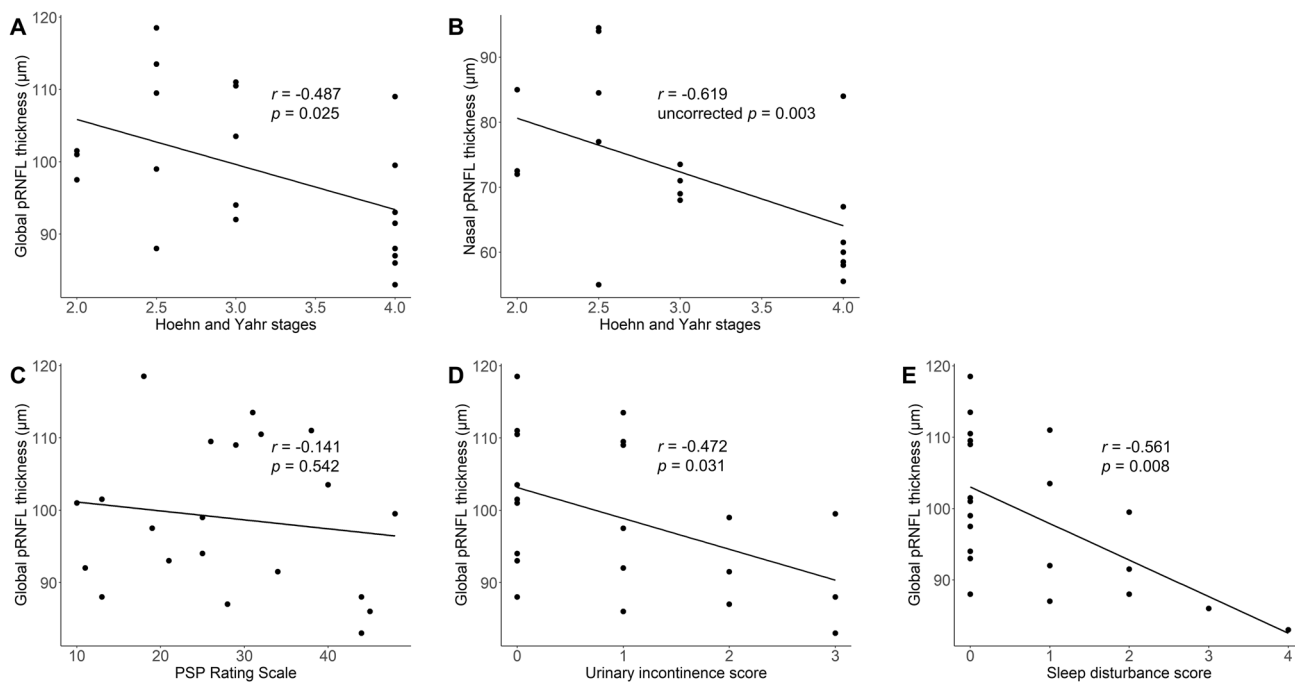 A
Global pRNFL thickness (μm)
120
110
100
90
r = -0.487
p = 0.025
2.0 2.5 3.0 3.5 4.0
Hoehn and Yahr stages
B
Nasal pRNFL thickness (μm)
90
80
70
60
r = -0.619
uncorrected p = 0.003
2.0 2.5 3.0 3.5 4.0
Hoehn and Yahr stages
C
Global pRNFL thickness (μm)
120
110
100
90
r = -0.141
p = 0.542
10 20 30 40
PSP Rating Scale
D
Global pRNFL thickness (μm)
120
110
100
90
r = -0.472
p = 0.031
0 1 2 3
Urinary incontinence score
E
Global pRNFL thickness (μm)
120
110
100
90
r = -0.561
p = 0.008
0 1 2 3 4
Sleep disturbance score